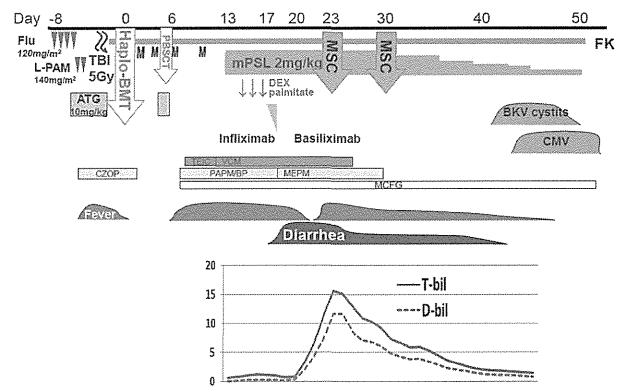 Day -8 0 6 13 17 20 23 30 40 50
Flu
120mg/m²
FK
L-PAM
140mg/m²
TBI
5Gy
Haplo-BMT
M M M M
PBSCT
mPSL 2mg/kg
MSC
MSC
ATG
10mg/kg
DEX
palmitate
Infliximab Basiliximab
BKV cystits
CMV
TEIC VCM
CZOP PAPM/BP MEPM
MCFG
Fever
Diarrhea
20
15
10
5
0
T-bil
D-bil